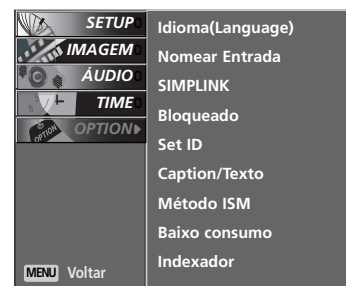 SETUP
IMAGEM
ÁUDIO
TIME
OPTION
OPTION
MENU Voltar
Idioma(Language)
Nomear Entrada
SIMPLINK
Bloqueado
Set ID
Caption/Texto
Método ISM
Baixo consumo
Indexador